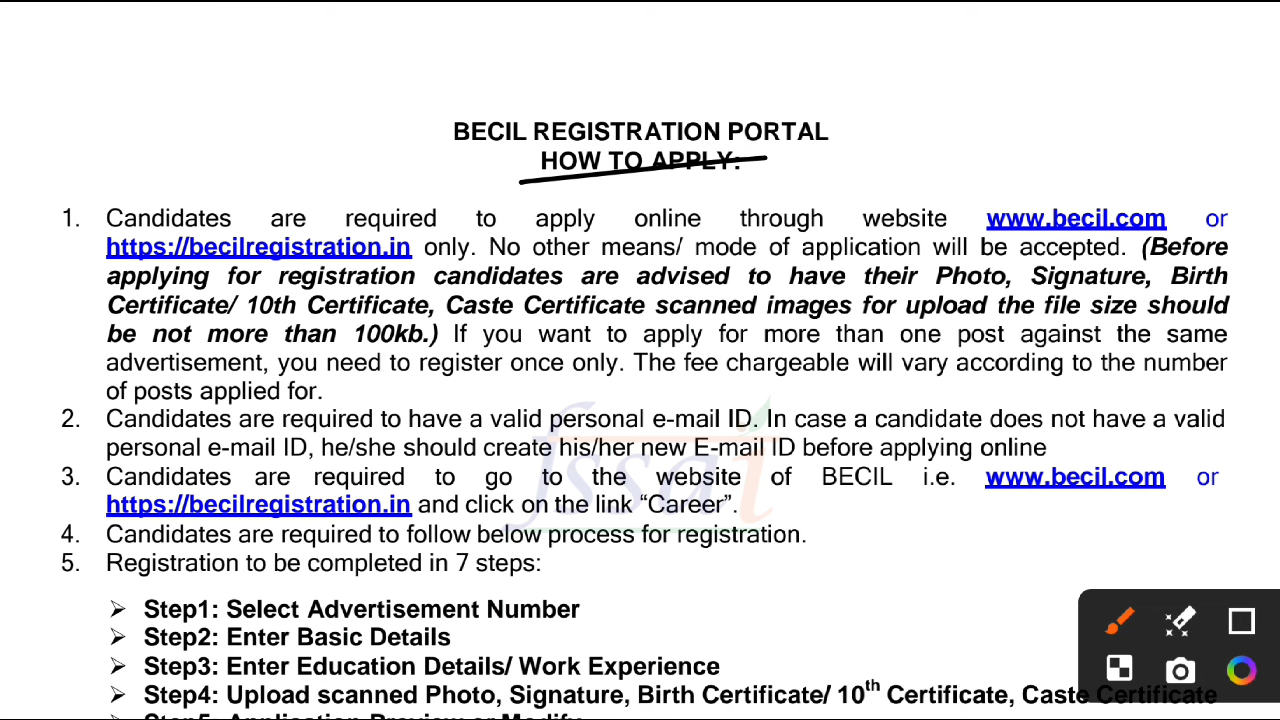 BECIL REGISTRATION PORTAL
HOW TO APPLY:
1. Candidates are required to apply online through website www.becil.com or
https://becilregistration.in only. No other means/ mode of application will be accepted. (Before
applying for registration candidates are advised to have their Photo, Signature, Birth
Certificate/ 10th Certificate, Caste Certificate scanned images for upload the file size should
be not more than 100kb.) If you want to apply for more than one post against the same
advertisement, you need to register once only. The fee chargeable will vary according to the number
of posts applied for.
2. Candidates are required to have a valid personal e-mail ID. In case a candidate does not have a valid
personal e-mail ID, he/she should create his/her new E-mail ID before applying online
3. Candidates are required to go to the website of BECIL i.e. www.becil.com or
https://becilregistration.in and click on the link “Career”.
4. Candidates are required to follow below process for registration.
5. Registration to be completed in 7 steps:
➢ Step1: Select Advertisement Number
➢ Step2: Enter Basic Details
➢ Step3: Enter Education Details/ Work Experience
➢ Step4: Upload scanned Photo, Signature, Birth Certificate/ 10th Certificate, Caste Certificate
➢ Step5: Application Preview or Modify
fssai